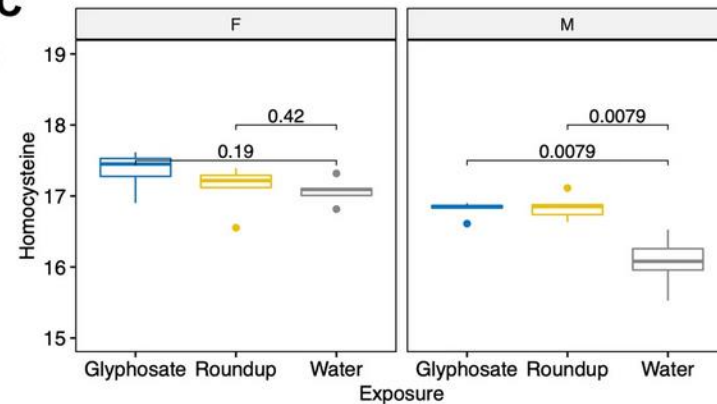 C
F
M
19
18
17
16
15
Homocysteine
0.42
0.19
0.0079
0.0079
Glyphosate Roundup Water
Glyphosate Roundup Water
Exposure